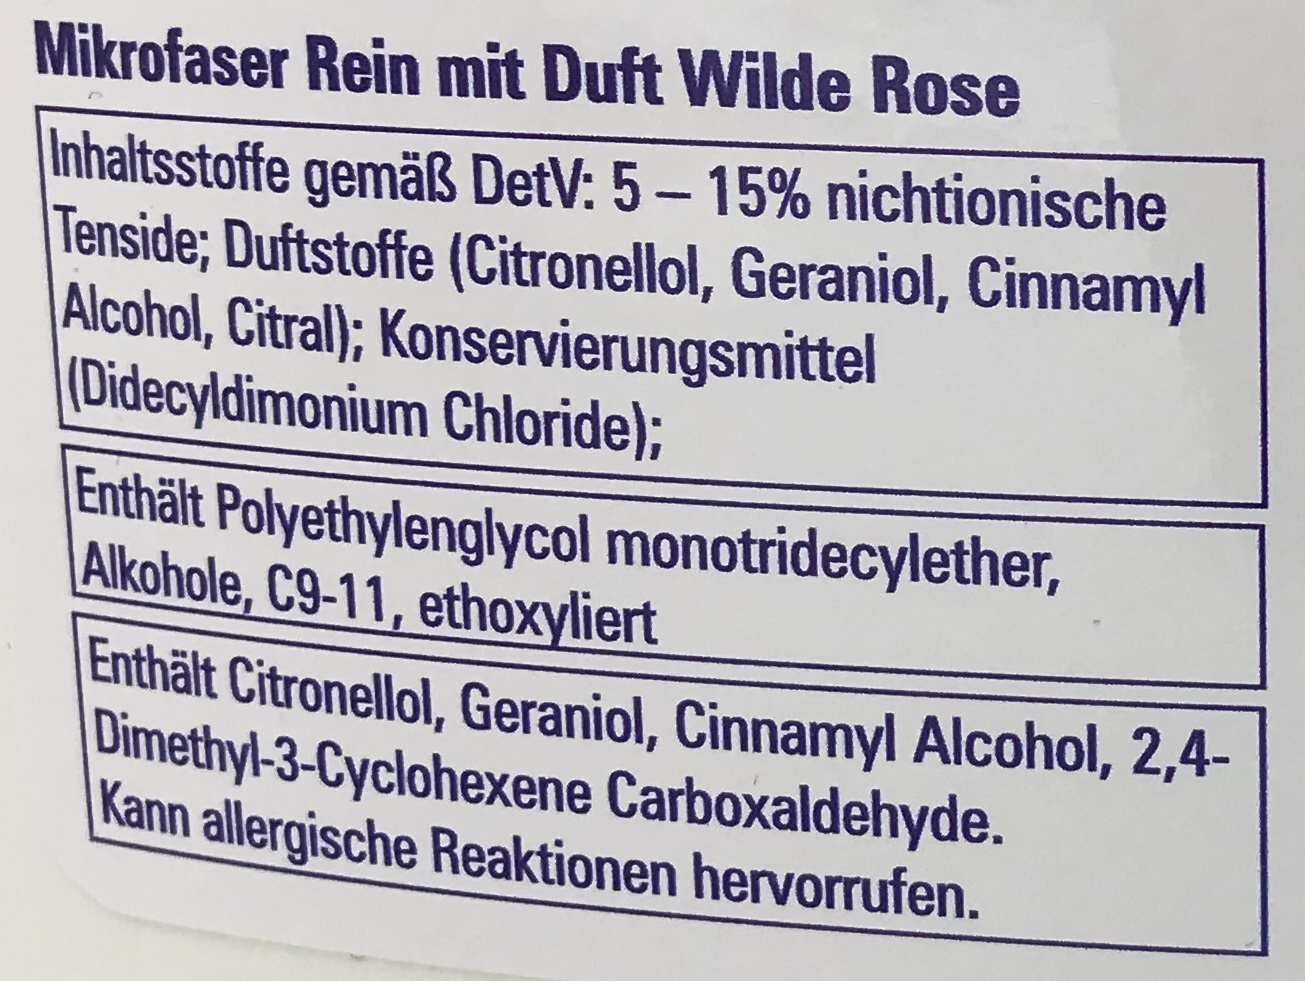 Mikrofaser Rein mit Duft Wilde Rose
Inhaltsstoffe gemäß DetV: 5 – 15% nichtionische
Tenside; Duftstoffe (Citronellol, Geraniol, Cinnamyl
Alcohol, Citral); Konservierungsmittel
(Didecyldimonium Chloride);
Enthält Polyethylenglycol monotridecylether,
Alkohole, C9-11, ethoxyliert
Enthält Citronellol, Geraniol, Cinnamyl Alcohol, 2,4-
Dimethyl-3-Cyclohexene Carboxaldehyde.
Kann allergische Reaktionen hervorrufen.